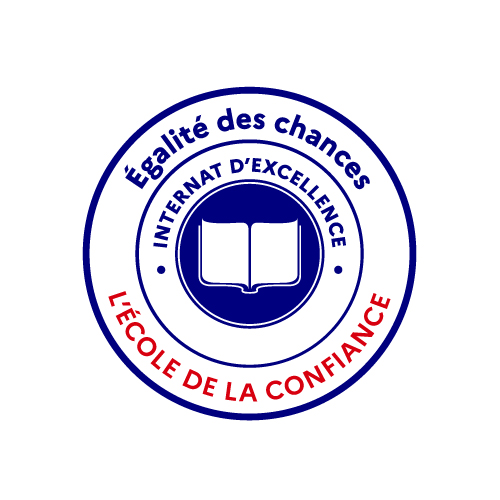 Égalité des chances
INTERNAT D'EXCELLENCE
L'ÉCOLE DE LA CONFIANCE